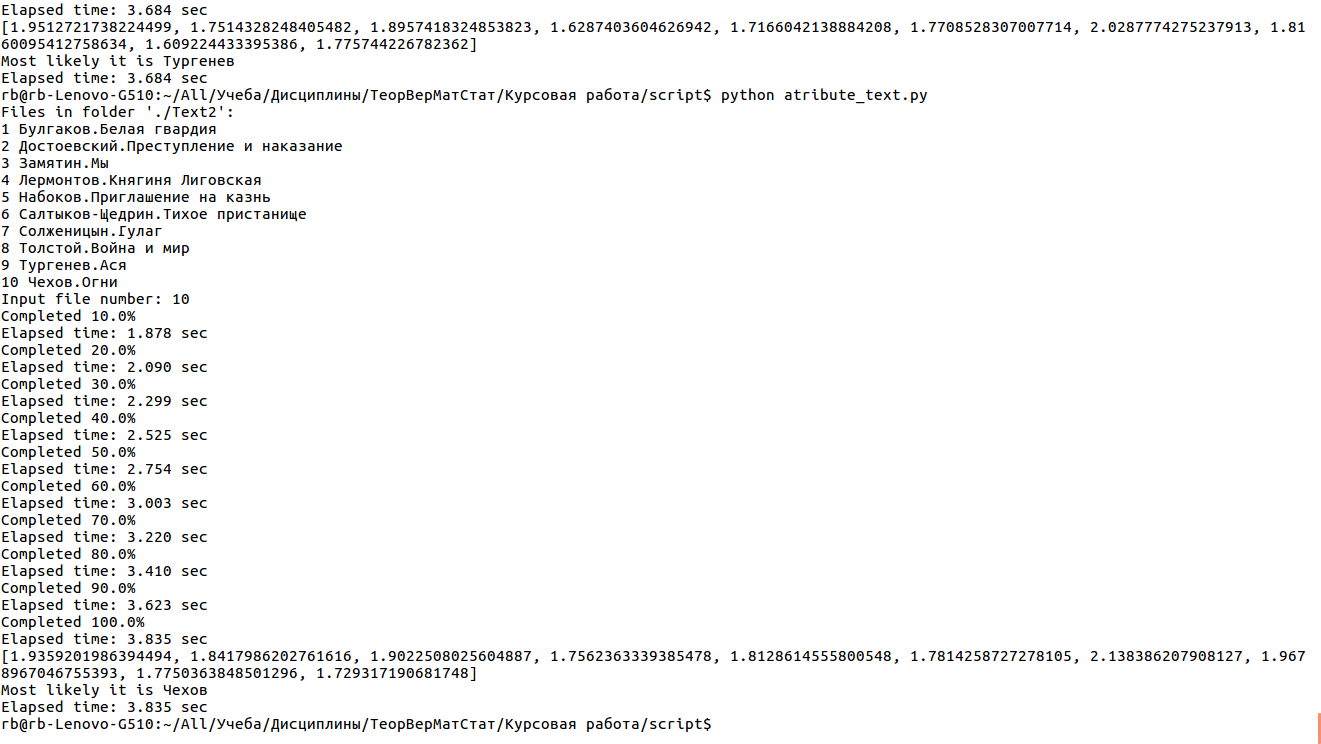 Elapsed time: 3.684 sec
[1.9512721738224499, 1.7514328248405482, 1.8957418324853823, 1.6287403604626942, 1.7166042138884208, 1.7708528307007714, 2.0287774275237913, 1.81
60095412758634, 1.609224433395386, 1.775744226782362]
Most likely it is Тургенев
Elapsed time: 3.684 sec
rb@rb-Lenovo-G510:~/All/Учеба/Дисциплины/ТеорВерМатСтат/Курсовая работа/script$ python atribute_text.py
Files in folder './Text2':
1 Булгаков.Белая гвардия
2 Достоевский.Преступление и наказание
3 Замятин.Мы
4 Лермонтов.Княгиня Лиговская
5 Набоков.Приглашение на казнь
6 Салтыков-Щедрин.Тихое пристанище
7 Солженицын.Гулаг
8 Толстой.Война и мир
9 Тургенев.Ася
10 Чехов.Огни
Input file number: 10
Completed 10.0%
Elapsed time: 1.878 sec
Completed 20.0%
Elapsed time: 2.090 sec
Completed 30.0%
Elapsed time: 2.299 sec
Completed 40.0%
Elapsed time: 2.525 sec
Completed 50.0%
Elapsed time: 2.754 sec
Completed 60.0%
Elapsed time: 3.003 sec
Completed 70.0%
Elapsed time: 3.220 sec
Completed 80.0%
Elapsed time: 3.410 sec
Completed 90.0%
Elapsed time: 3.623 sec
Completed 100.0%
Elapsed time: 3.835 sec
[1.9359201986394494, 1.8417986202761616, 1.9022508025604887, 1.7562363339385478, 1.8128614555800548, 1.7814258727278105, 2.138386207908127, 1.967
8967046755393, 1.7750363848501296, 1.729317190681748]
Most likely it is Чехов
Elapsed time: 3.835 sec
rb@rb-Lenovo-G510:~/All/Учеба/Дисциплины/ТеорВерМатСтат/Курсовая работа/script$